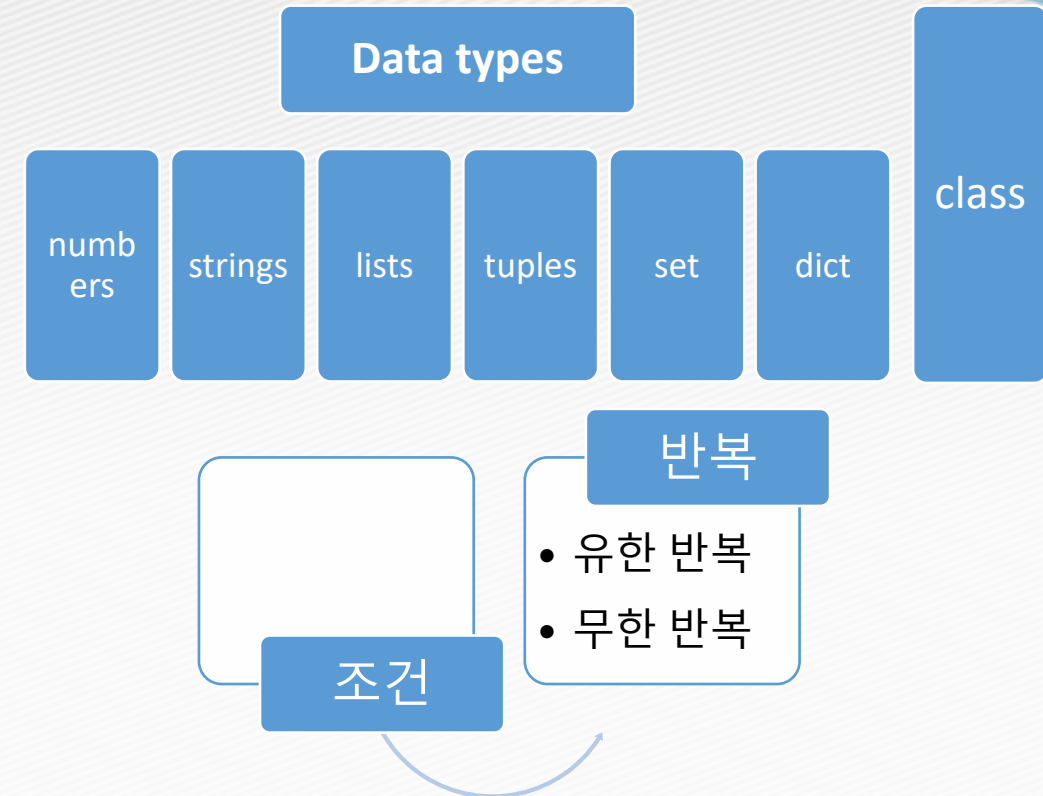 Data types
class
numb
ers
strings
lists
tuples
set
dict
반복
• 유한 반복
• 무한 반복
조건